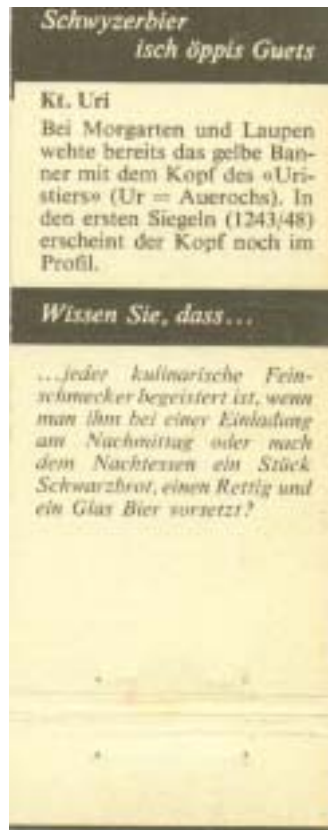 Schwyzerbier
isch öppis Guets
Kt. Uri
Bei Morgarten und Laupen
wehte bereits das gelbe Ban-
ner mit dem Kopf des «Uri-
stiers» (Ur = Auerochs). In
den ersten Siegeln (1243/48)
erscheint der Kopf noch im
Profil.
Wissen Sie, dass...
...jeder kulinarische Fein-
schmecker begeistert ist, wenn
man ihm bei einer Einladung
am Nachmittag oder nach
dem Nachtessen ein Stück
Schwarzbrot, einen Rettig und
ein Glas Bier vorsetzt?